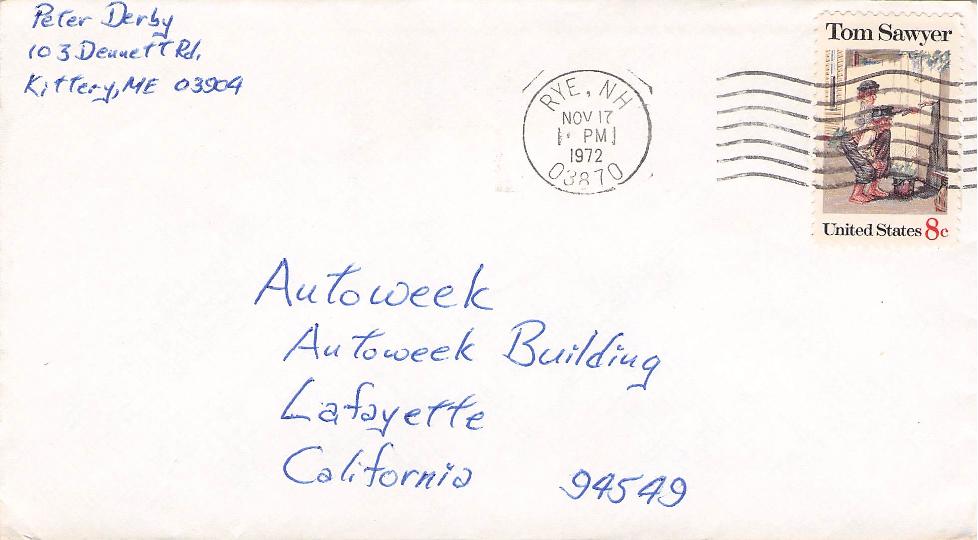 Peter Derby
103 Dennett Rd.
Kittery, ME 03904
RYE, NH
NOV 17
PM
1972
03870
Tom Sawyer
United States 8c
Autoweek
Autoweek Building
Lafayette
California 94549